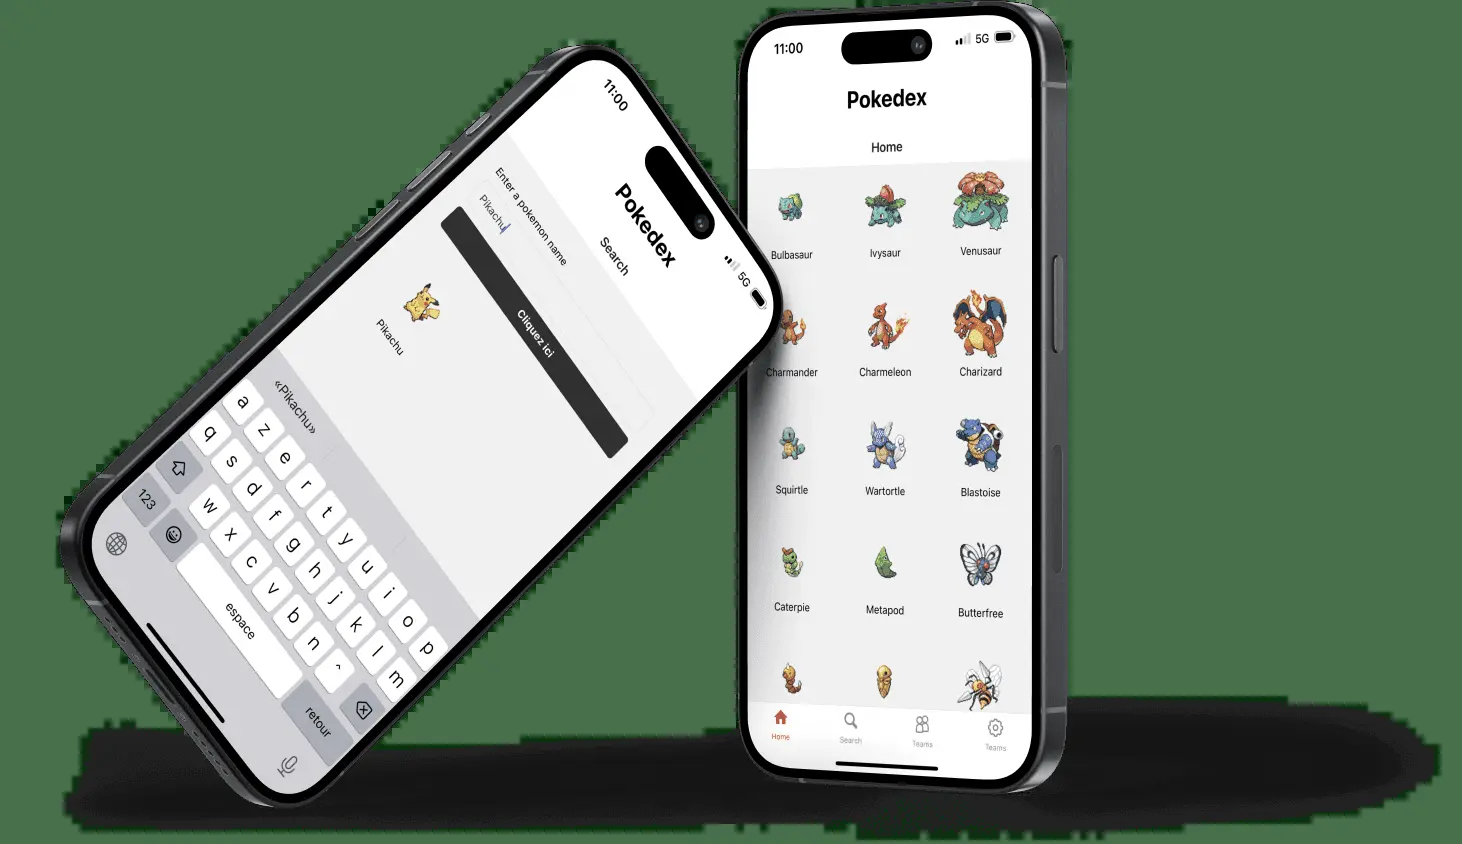 11:00
5G
Pokedex
Search
Enter a pokemon name
Pikachu
Cliquez ici
Pikachu
«Pikachu»
a z e r t y u i o p
q s d f g h j k l m
w x c v b n ^
123
espace
retour
11:00
5G
Pokedex
Home
Bulbasaur Ivysaur Venusaur
Charmander Charmeleon Charizard
Squirtle Wartortle Blastoise
Caterpie Metapod Butterfree
Home Search Teams Teams